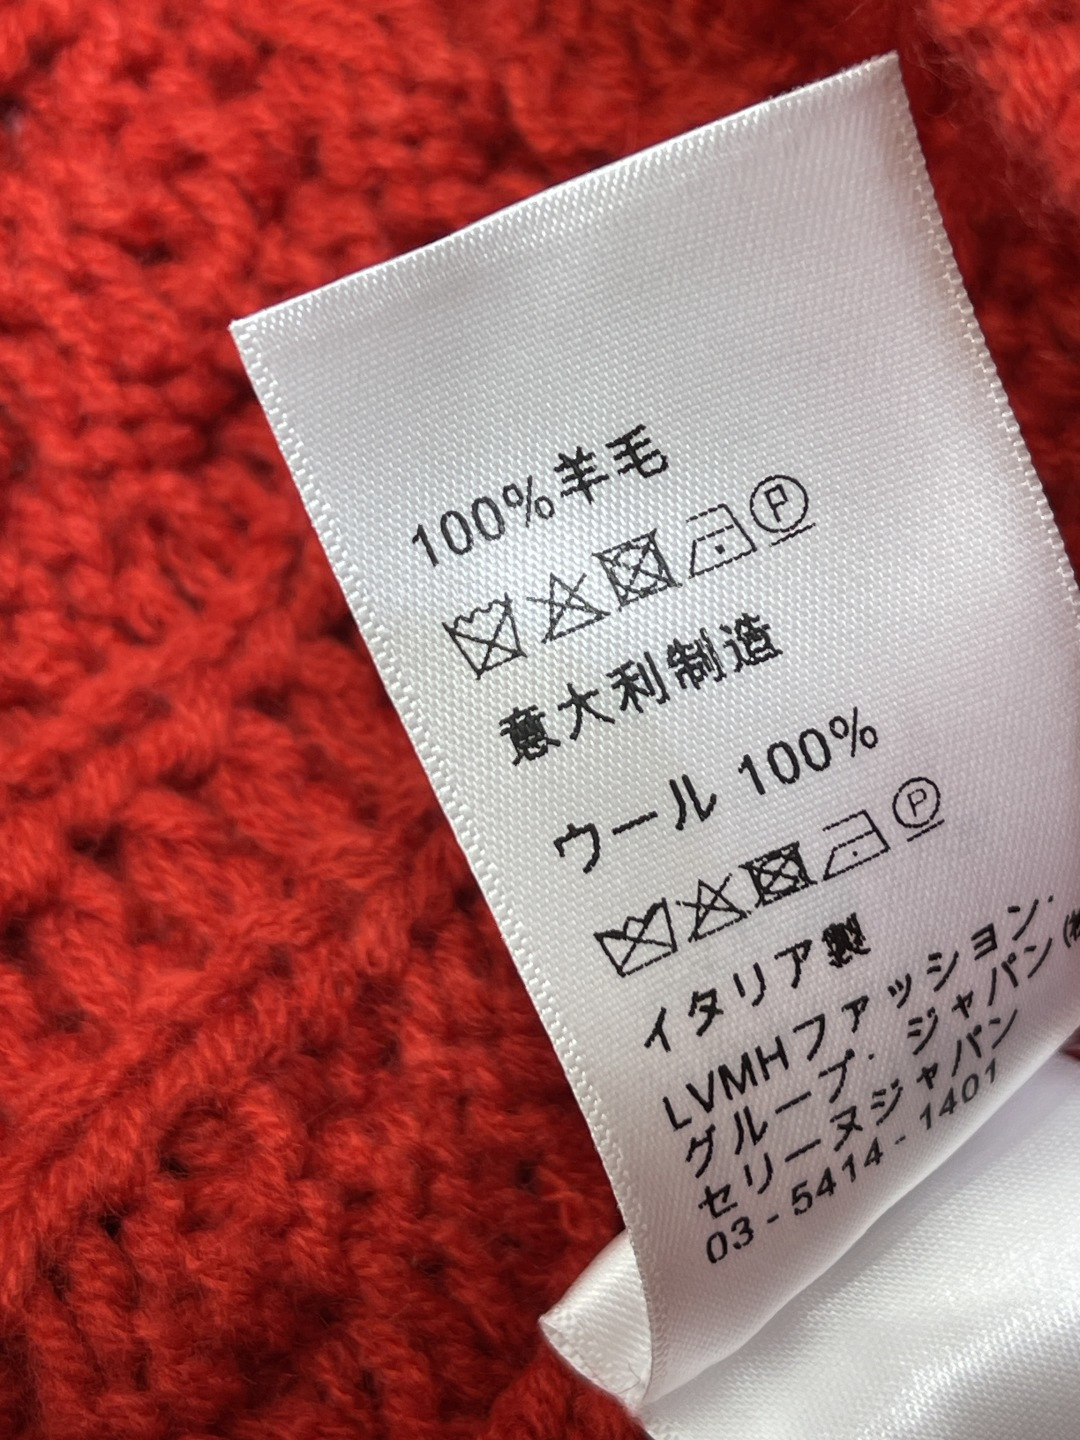 100%羊毛
P
意大利制造
ウール 100%
P
イタリア製
LVMHファッション・
グループ・ジャパン(株
セリーヌジャパン
03-5414-1401